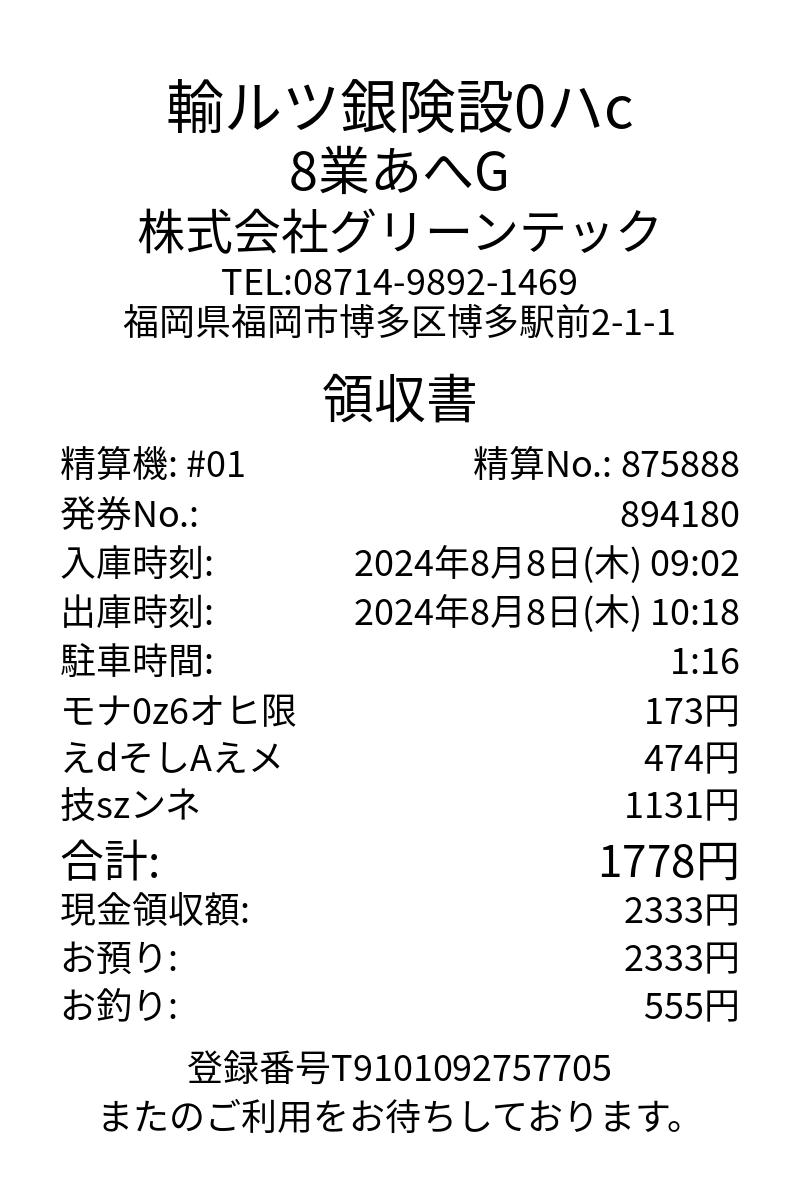 輸ルツ銀険設0ハc
8業あへG
株式会社グリーンテック
TEL:08714-9892-1469
福岡県福岡市博多区博多駅前2-1-1
領収書
精算機: #01 精算No.: 875888
発券No.: 894180
入庫時刻: 2024年8月8日(木) 09:02
出庫時刻: 2024年8月8日(木) 10:18
駐車時間: 1:16
モナ0z6オヒ限 173円
えdそしAえメ 474円
技szンネ 1131円
合計: 1778円
現金領収額: 2333円
お預り: 2333円
お釣り: 555円
登録番号T9101092757705
またのご利用をお待ちしております。